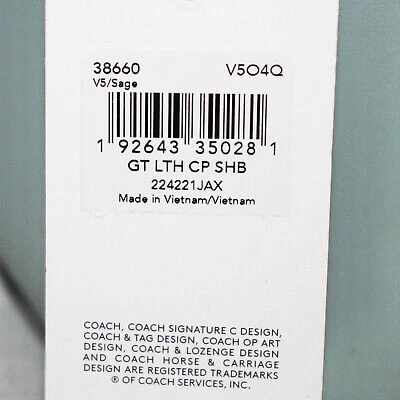 38660 V5O4Q
V5/Sage
1 92643 35028 1
GT LTH CP SHB
224221JAX
Made in Vietnam/Vietnam
COACH, COACH SIGNATURE C DESIGN,
COACH & TAG DESIGN, COACH OP ART
DESIGN, COACH & LOZENGE DESIGN
AND COACH HORSE & CARRIAGE
DESIGN ARE REGISTERED TRADEMARKS
® OF COACH SERVICES, INC.